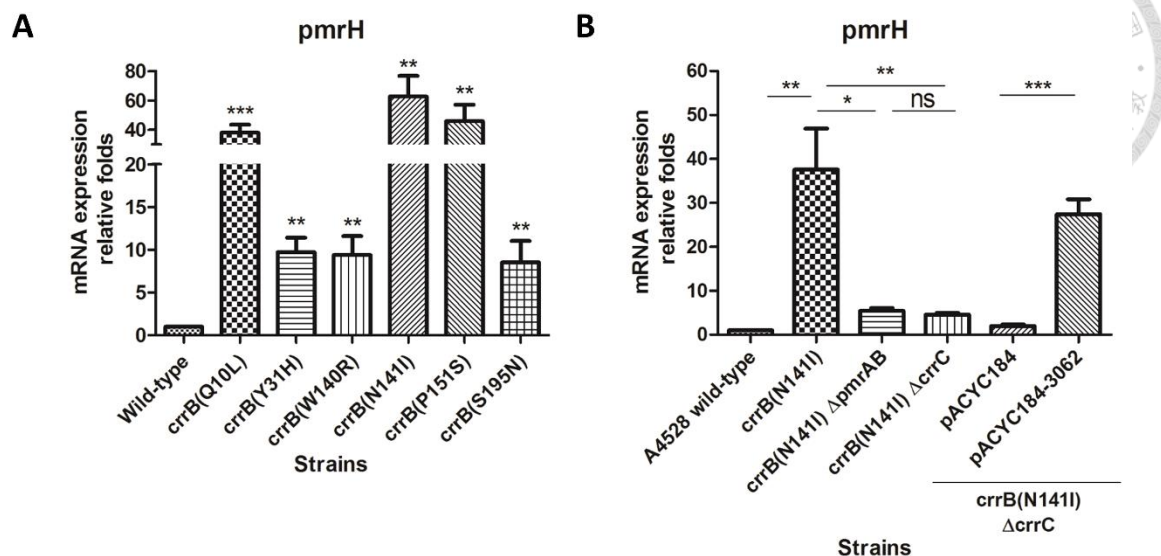 A
pmrH
mRNA expression
relative folds
80
60
40
20
15
10
5
0
***
**
**
**
**
**
Wild-type
crrB(Q10L)
crrB(Y31H)
crrB(W140R)
crrB(N141I)
crrB(P151S)
crrB(S195N)
Strains
B
pmrH
mRNA expression
relative folds
60
50
40
30
20
10
0
**
**
*
ns
***
A4528 wild-type
crrB(N141I)
crrB(N141I) ΔpmrAB
crrB(N141I) ΔcrrC
pACYC184
pACYC184-3062
crrB(N141I)
ΔcrrC
Strains